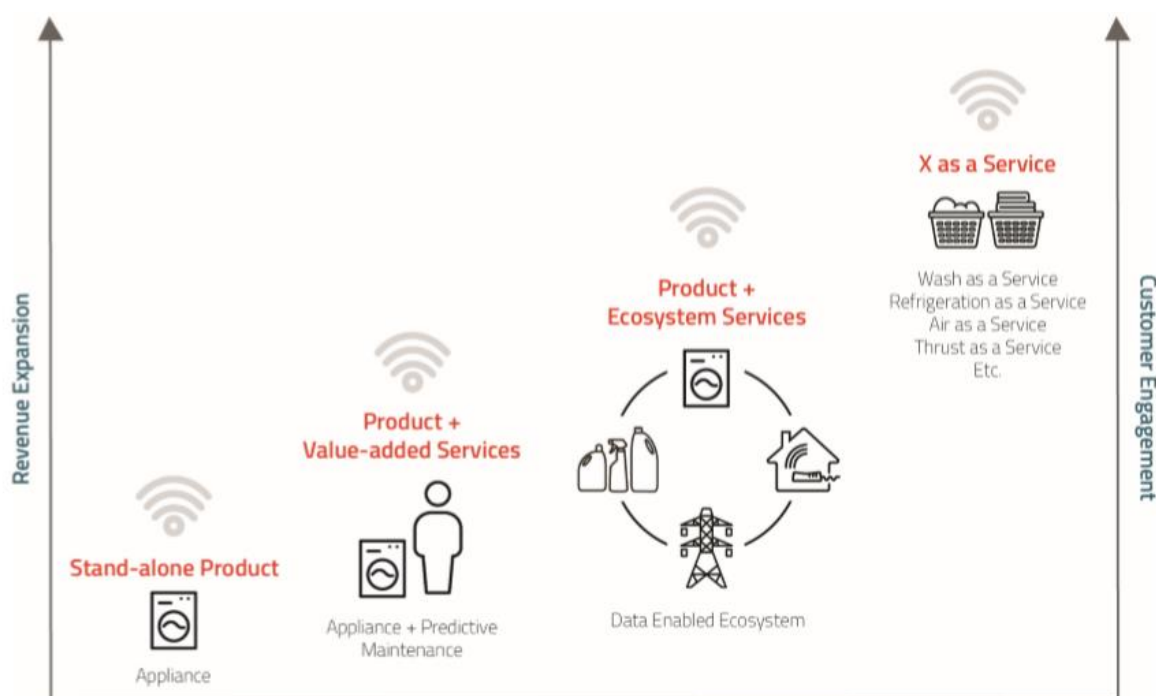 Revenue Expansion
Stand-alone Product
Appliance
Product +
Value-added Services
Appliance + Predictive
Maintenance
Product +
Ecosystem Services
Data Enabled Ecosystem
X as a Service
Wash as a Service
Refrigeration as a Service
Air as a Service
Thrust as a Service
Etc.
Customer Engagement